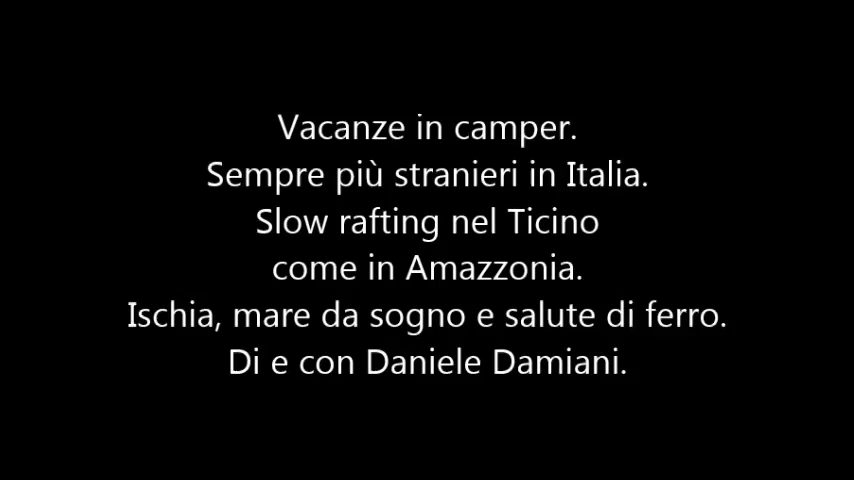 Vacanze in camper.
Sempre più stranieri in Italia.
Slow rafting nel Ticino
come in Amazzonia.
Ischia, mare da sogno e salute di ferro.
Di e con Daniele Damiani.